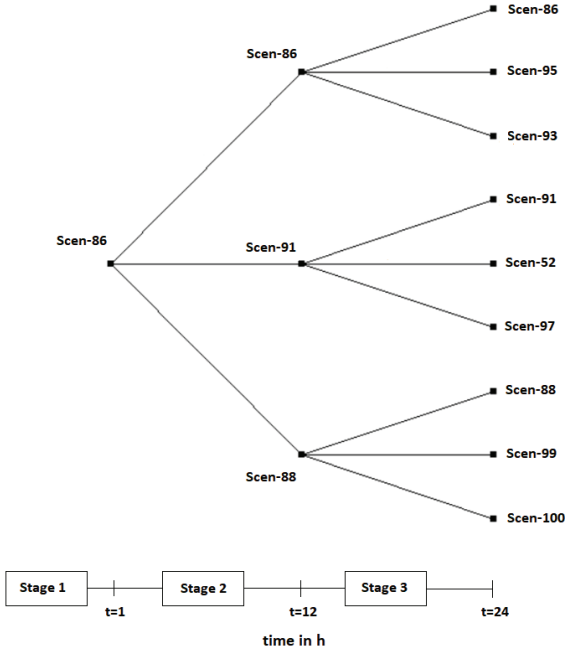 Scen-86
Scen-86
Scen-95
Scen-93
Scen-91
Scen-86
Scen-91
Scen-52
Scen-97
Scen-88
Scen-88
Scen-99
Scen-100
Stage 1
Stage 2
Stage 3
t=1
t=12
t=24
time in h